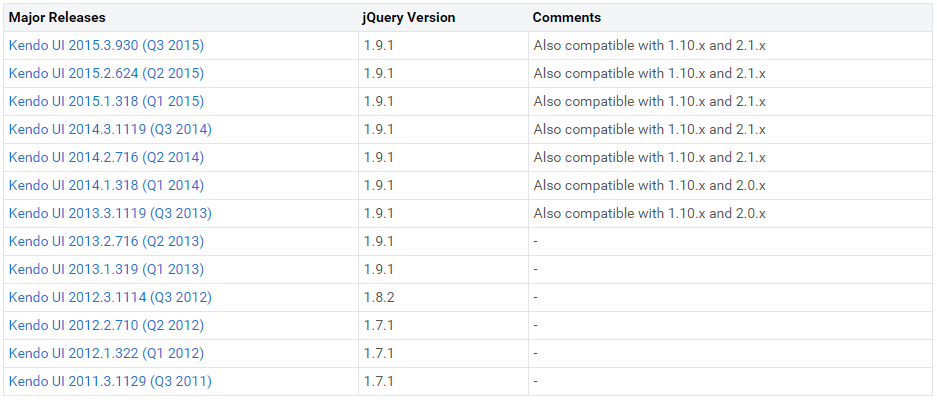 Major Releases jQuery Version Comments
Kendo UI 2015.3.930 (Q3 2015) 1.9.1 Also compatible with 1.10.x and 2.1.x
Kendo UI 2015.2.624 (Q2 2015) 1.9.1 Also compatible with 1.10.x and 2.1.x
Kendo UI 2015.1.318 (Q1 2015) 1.9.1 Also compatible with 1.10.x and 2.1.x
Kendo UI 2014.3.1119 (Q3 2014) 1.9.1 Also compatible with 1.10.x and 2.1.x
Kendo UI 2014.2.716 (Q2 2014) 1.9.1 Also compatible with 1.10.x and 2.1.x
Kendo UI 2014.1.318 (Q1 2014) 1.9.1 Also compatible with 1.10.x and 2.0.x
Kendo UI 2013.3.1119 (Q3 2013) 1.9.1 Also compatible with 1.10.x and 2.0.x
Kendo UI 2013.2.716 (Q2 2013) 1.9.1 -
Kendo UI 2013.1.319 (Q1 2013) 1.9.1 -
Kendo UI 2012.3.1114 (Q3 2012) 1.8.2 -
Kendo UI 2012.2.710 (Q2 2012) 1.7.1 -
Kendo UI 2012.1.322 (Q1 2012) 1.7.1 -
Kendo UI 2011.3.1129 (Q3 2011) 1.7.1 -